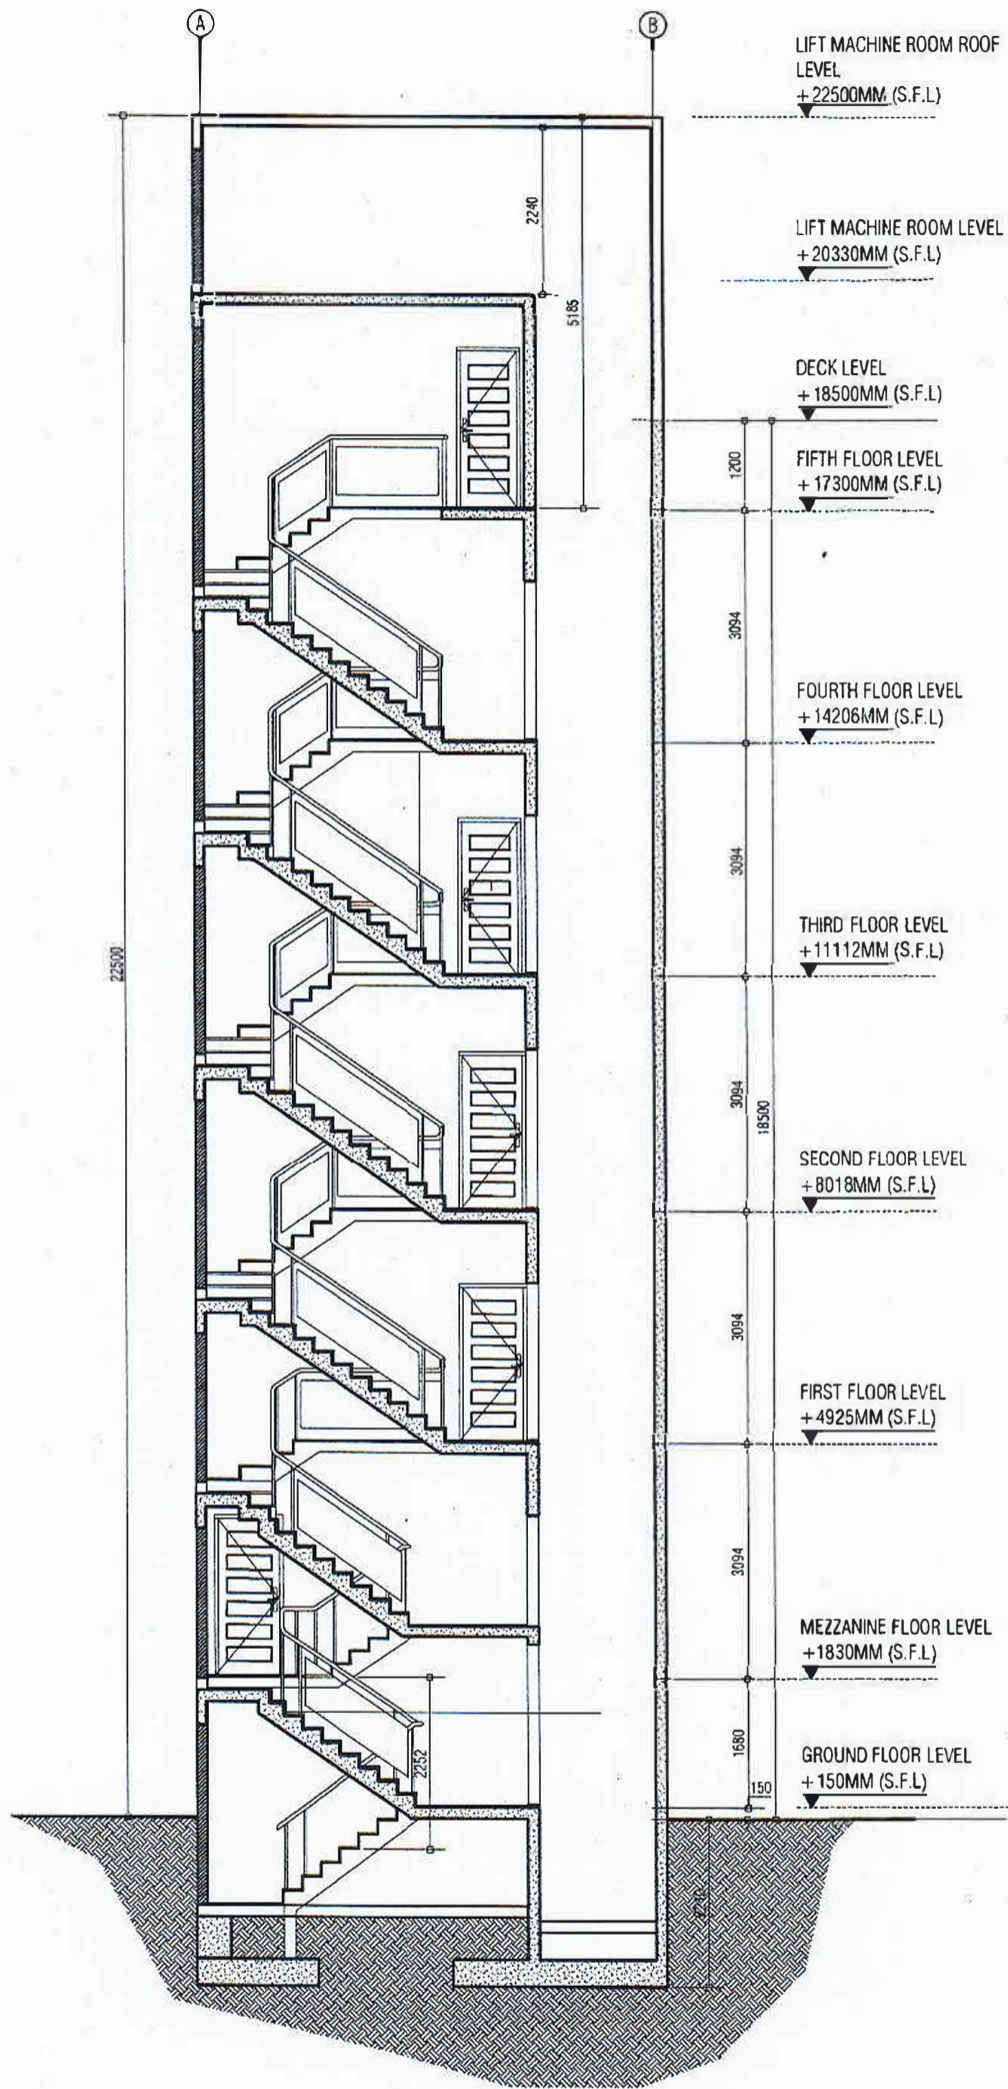 A
B
LIFT MACHINE ROOM ROOF
LEVEL
+22500MM (S.F.L)
2240
LIFT MACHINE ROOM LEVEL
+20330MM (S.F.L)
5185
DECK LEVEL
+18500MM (S.F.L)
1200
FIFTH FLOOR LEVEL
+17300MM (S.F.L)
3094
FOURTH FLOOR LEVEL
+14206MM (S.F.L)
3094
22500
THIRD FLOOR LEVEL
+11112MM (S.F.L)
3094
18500
SECOND FLOOR LEVEL
+8018MM (S.F.L)
3094
FIRST FLOOR LEVEL
+4925MM (S.F.L)
3094
MEZZANINE FLOOR LEVEL
+1830MM (S.F.L)
2252
1680
GROUND FLOOR LEVEL
+150MM (S.F.L)
150